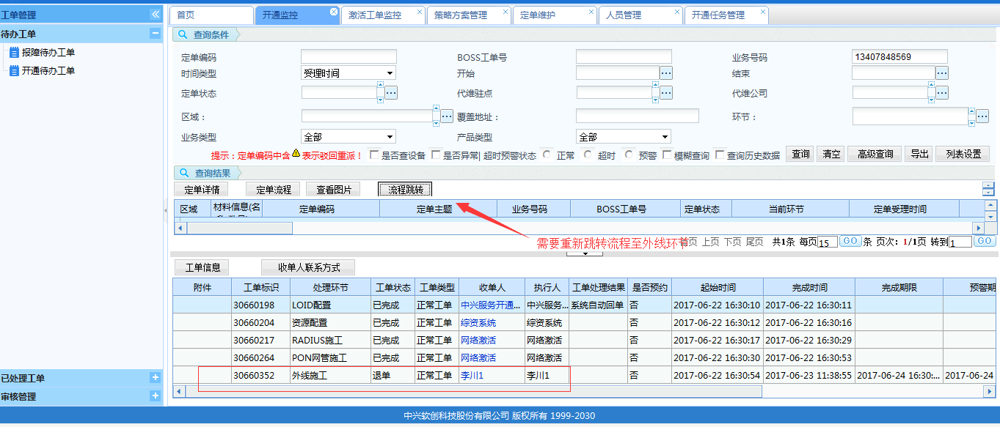 工单管理
待办工单
报障待办工单
开通待办工单
已处理工单
审核管理
首页 开通监控 激活工单监控 策略方案管理 定单维护 人员管理 开通任务管理
查询条件
定单编码 BOSS工单号 业务号码 13407848569
时间类型 受理时间 开始 结束
定单状态 代维驻点 代维公司
区域： 覆盖地址： 环节：
业务类型 全部 产品类型 全部
提示：定单编码中含 表示驳回重派！ 是否查设备 是否异常| 超时预警状态 正常 超时 预警 模糊查询 查询历史数据 查询 清空 高级查询 导出 列表设置
查询结果
定单详情 定单流程 查看图片 流程跳转
区域 材料信息(名 定单编码 定单主题 业务号码 BOSS工单号 定单状态 当前环节 定单受理时间
需要重新跳转流程至外线环节
页 上页 下页 尾页 共1条 每页 15 GO 条 页次：1/1页 转到 1 GO
工单信息 收单人联系方式
附件 工单标识 处理环节 工单状态 工单类型 收单人 执行人 工单处理结果 是否预约 起始时间 完成时间 完成期限 预警期
30660198 LOID配置 已完成 正常工单 中兴服务开通... 中兴服务... 系统自动回单 否 2017-06-22 16:30:10 2017-06-22 16:30:11
30660204 资源配置 已完成 正常工单 综资系统 综资系统 否 2017-06-22 16:30:12 2017-06-22 16:30:16
30660217 RADIUS施工 已完成 正常工单 网络激活 网络激活 否 2017-06-22 16:30:17 2017-06-22 16:30:29
30660264 PON网管施工 已完成 正常工单 网络激活 网络激活 否 2017-06-22 16:30:30 2017-06-22 16:30:53
30660352 外线施工 退单 正常工单 李川1 李川1 否 2017-06-22 16:30:54 2017-06-23 11:38:55 2017-06-24 16:30:... 2017-06-24
中兴软创科技股份有限公司 版权所有 1999-2030